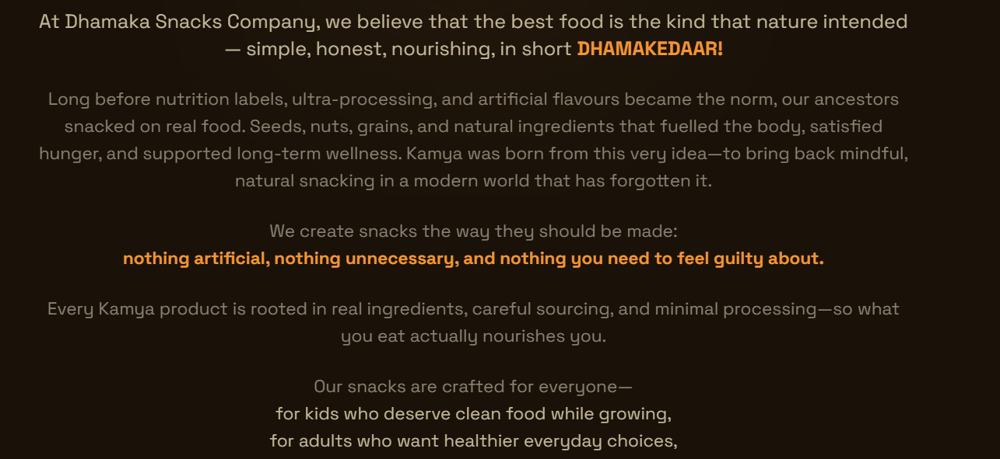 At Dhamaka Snacks Company, we believe that the best food is the kind that nature intended
— simple, honest, nourishing, in short DHAMAKEDAAR!
Long before nutrition labels, ultra-processing, and artificial flavours became the norm, our ancestors
snacked on real food. Seeds, nuts, grains, and natural ingredients that fuelled the body, satisfied
hunger, and supported long-term wellness. Kamya was born from this very idea—to bring back mindful,
natural snacking in a modern world that has forgotten it.
We create snacks the way they should be made:
nothing artificial, nothing unnecessary, and nothing you need to feel guilty about.
Every Kamya product is rooted in real ingredients, careful sourcing, and minimal processing—so what
you eat actually nourishes you.
Our snacks are crafted for everyone—
for kids who deserve clean food while growing,
for adults who want healthier everyday choices,